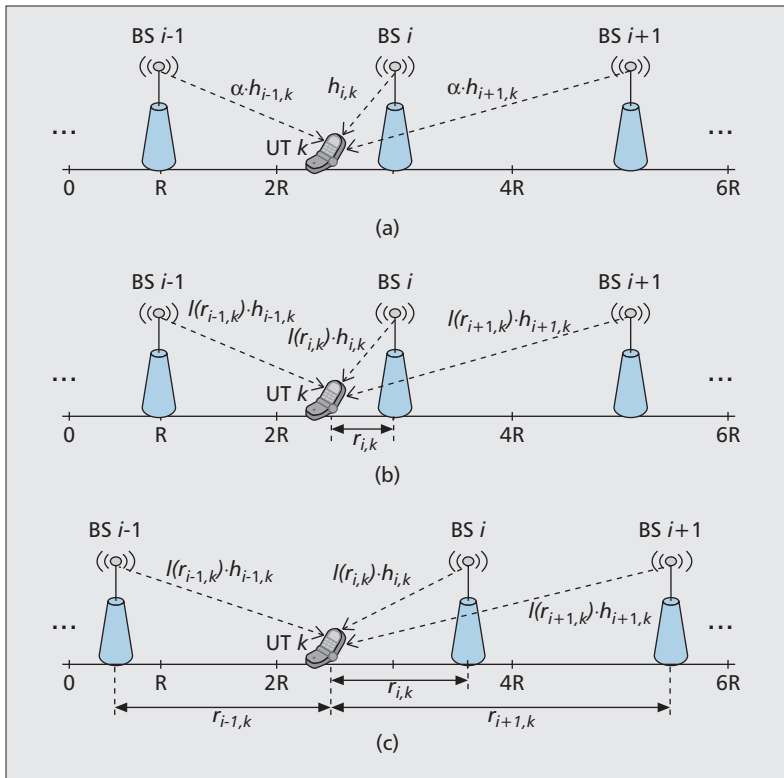 BS i-1 BS i BS i+1
α·h_{i-1,k} h_{i,k} α·h_{i+1,k}
... UT k ...
0 R 2R 4R 6R
(a)
BS i-1 BS i BS i+1
l(r_{i-1,k})·h_{i-1,k} l(r_{i,k})·h_{i,k} l(r_{i+1,k})·h_{i+1,k}
... UT k ...
0 R 2R 4R 6R
r_{i,k}
(b)
BS i-1 BS i BS i+1
l(r_{i-1,k})·h_{i-1,k} l(r_{i,k})·h_{i,k} l(r_{i+1,k})·h_{i+1,k}
... UT k ...
0 R 2R 4R 6R
r_{i,k}
r_{i-1,k} r_{i+1,k}
(c)